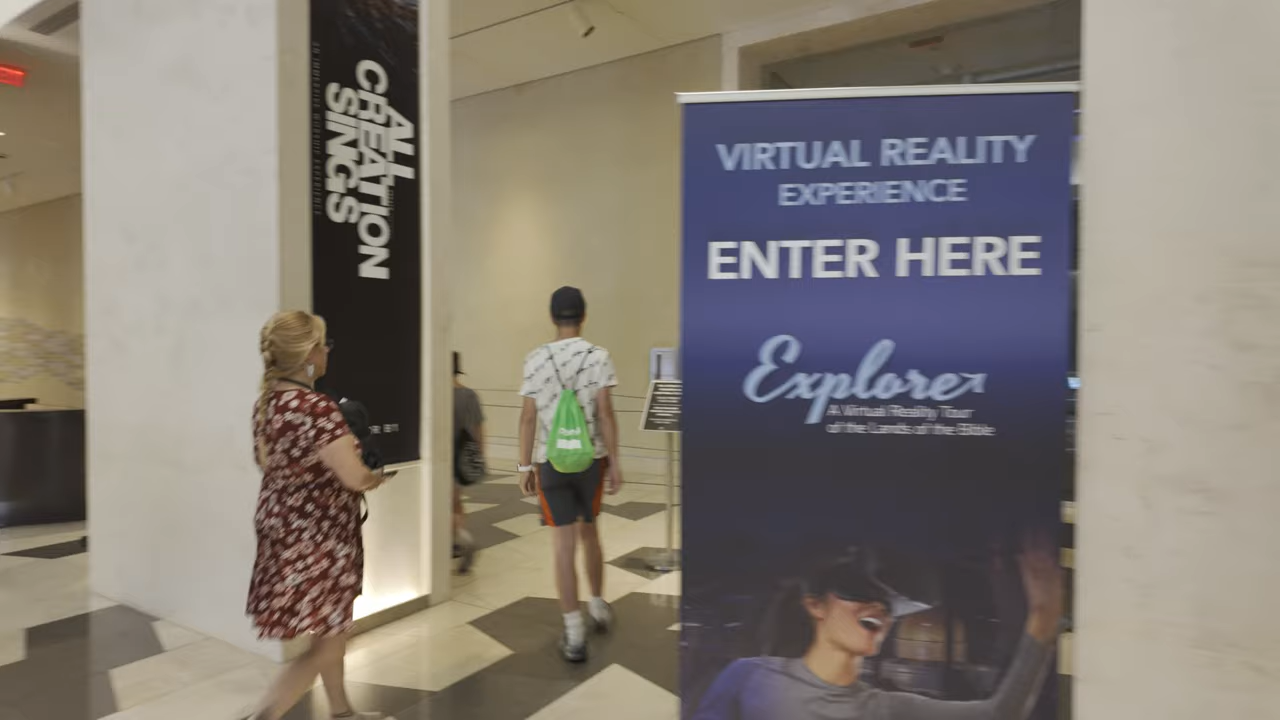 ALL
CREATION
SINGS
VIRTUAL REALITY
EXPERIENCE
ENTER HERE
Explore
A Virtual Reality Tour
of the Lands of the Bible